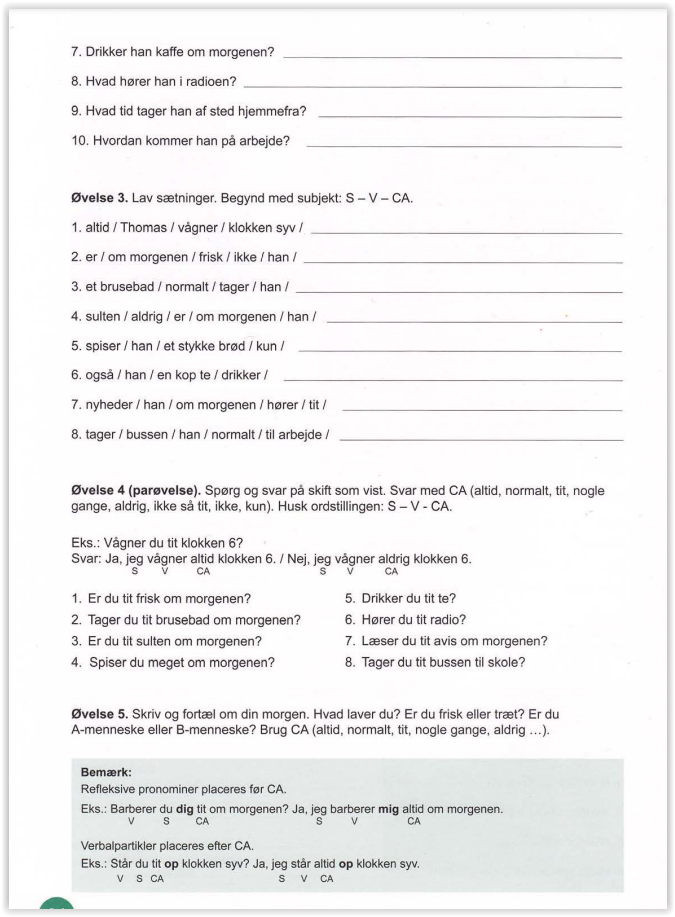 7. Drikker han kaffe om morgenen?
8. Hvad hører han i radioen?
9. Hvad tid tager han af sted hjemmefra?
10. Hvordan kommer han på arbejde?
Øvelse 3. Lav sætninger. Begynd med subjekt: S – V – CA.
1. altid / Thomas / vågner / klokken syv /
2. er / om morgenen / frisk / ikke / han /
3. et brusebad / normalt / tager / han /
4. sulten / aldrig / er / om morgenen / han /
5. spiser / han / et stykke brød / kun /
6. også / han / en kop te / drikker /
7. nyheder / han / om morgenen / hører / tit /
8. tager / bussen / han / normalt / til arbejde /
Øvelse 4 (parøvelse). Spørg og svar på skift som vist. Svar med CA (altid, normalt, tit, nogle
gange, aldrig, ikke så tit, ikke, kun). Husk ordstillingen: S – V - CA.
Eks.: Vågner du tit klokken 6?
Svar: Ja, jeg vågner altid klokken 6. / Nej, jeg vågner aldrig klokken 6.
S V CA S V CA
1. Er du tit frisk om morgenen?
2. Tager du tit brusebad om morgenen?
3. Er du tit sulten om morgenen?
4. Spiser du meget om morgenen?
5. Drikker du tit te?
6. Hører du tit radio?
7. Læser du tit avis om morgenen?
8. Tager du tit bussen til skole?
Øvelse 5. Skriv og fortæl om din morgen. Hvad laver du? Er du frisk eller træt? Er du
A-menneske eller B-menneske? Brug CA (altid, normalt, tit, nogle gange, aldrig ...).
Bemærk:
Refleksive pronominer placeres før CA.
Eks.: Barberer du dig tit om morgenen? Ja, jeg barberer mig altid om morgenen.
V S CA S V CA
Verbalpartikler placeres efter CA.
Eks.: Står du tit op klokken syv? Ja, jeg står altid op klokken syv.
V S CA S V CA